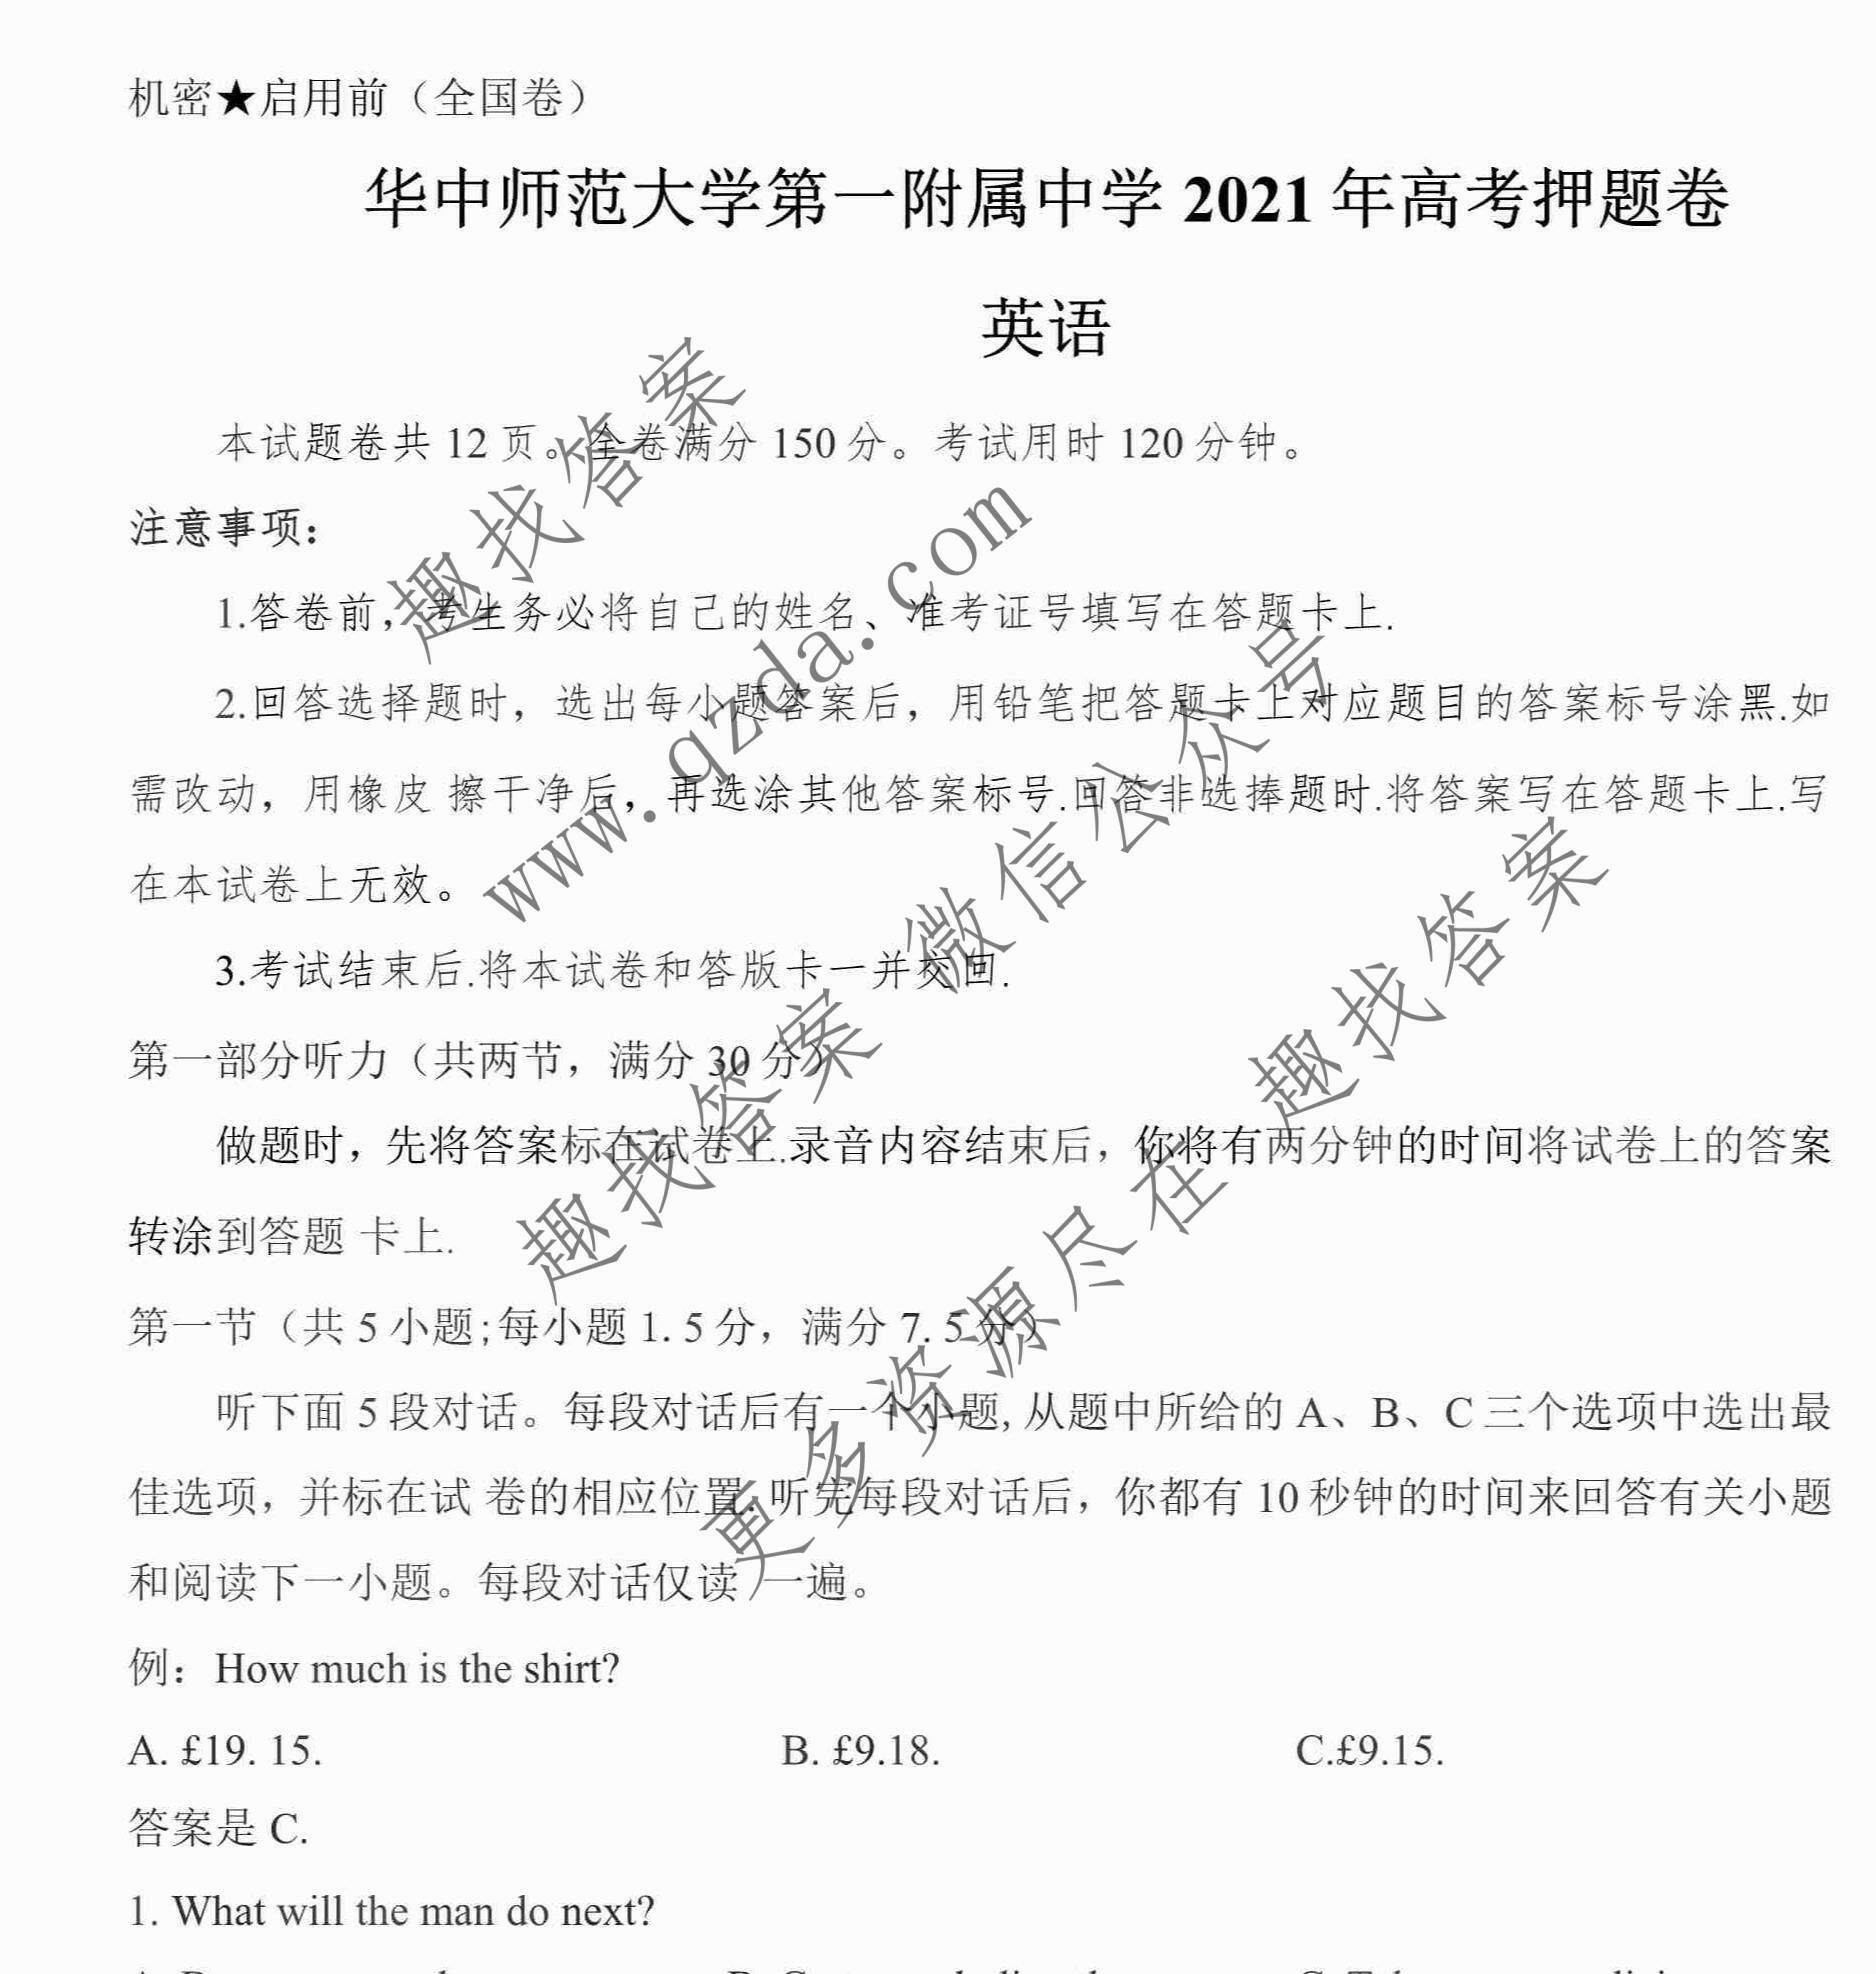 机密★启用前（全国卷）
华中师范大学第一附属中学 2021 年高考押题卷
英语
本试题卷共 12 页。全卷满分 150 分。考试用时 120 分钟。
注意事项：
1.答卷前，考生务必将自己的姓名、准考证号填写在答题卡上.
2.回答选择题时，选出每小题答案后，用铅笔把答题卡上对应题目的答案标号涂黑.如
需改动，用橡皮 擦干净后，再选涂其他答案标号.回答非选捧题时.将答案写在答题卡上.写
在本试卷上无效。
3.考试结束后.将本试卷和答版卡一并交回.
第一部分听力（共两节，满分 30 分）
做题时，先将答案标在试卷上.录音内容结束后，你将有两分钟的时间将试卷上的答案
转涂到答题 卡上.
第一节（共 5 小题;每小题 1. 5 分，满分 7. 5 分）
听下面 5 段对话。每段对话后有一个小题, 从题中所给的 A、B、C 三个选项中选出最
佳选项，并标在试 卷的相应位置. 听完每段对话后，你都有 10 秒钟的时间来回答有关小题
和阅读下一小题。每段对话仅读 一遍。
例：How much is the shirt?
A. £19. 15. B. £9.18. C.£9.15.
答案是 C.
1. What will the man do next?
趣找答案
www.qzda.com
趣找答案 微信公众号
更多资源尽在 趣找答案